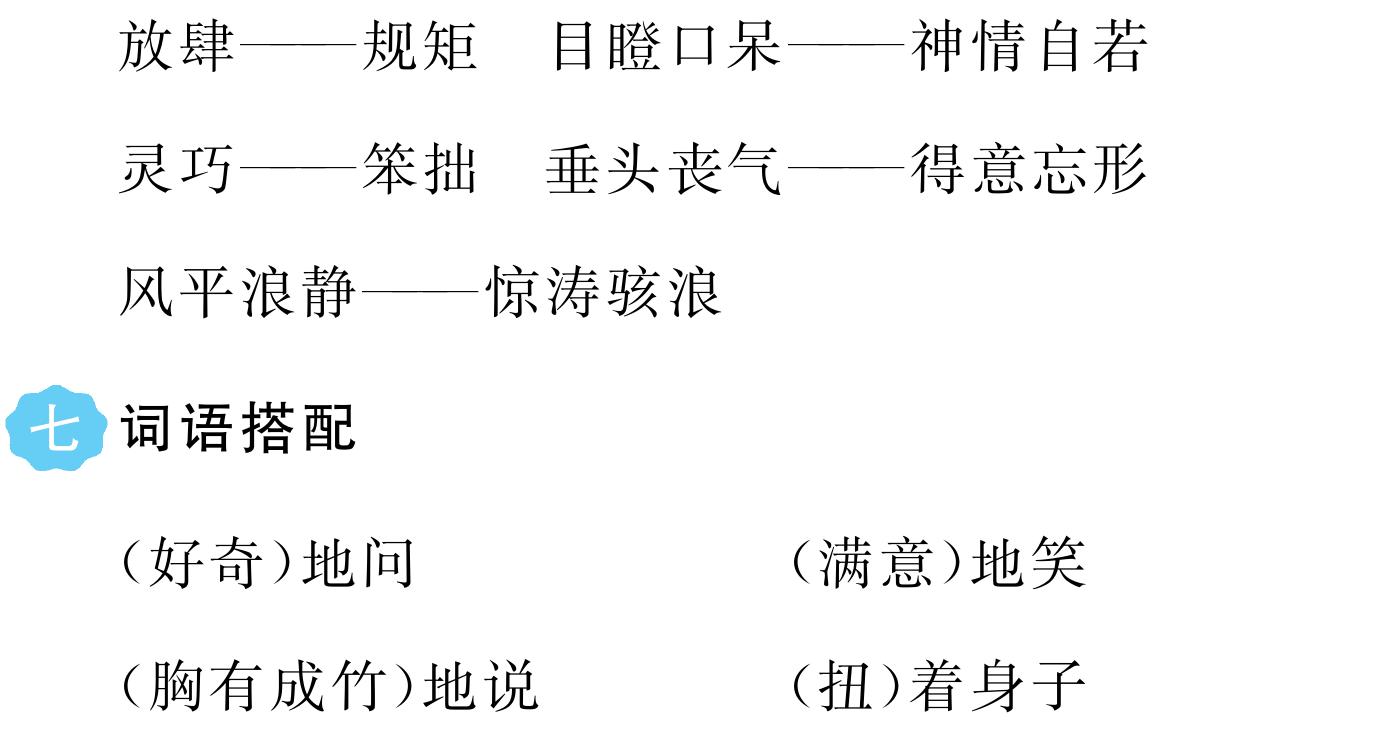 放肆——规矩 目瞪口呆——神情自若
灵巧——笨拙 垂头丧气——得意忘形
风平浪静——惊涛骇浪
七 词语搭配
（好奇）地问 （满意）地笑
（胸有成竹）地说 （扭）着身子